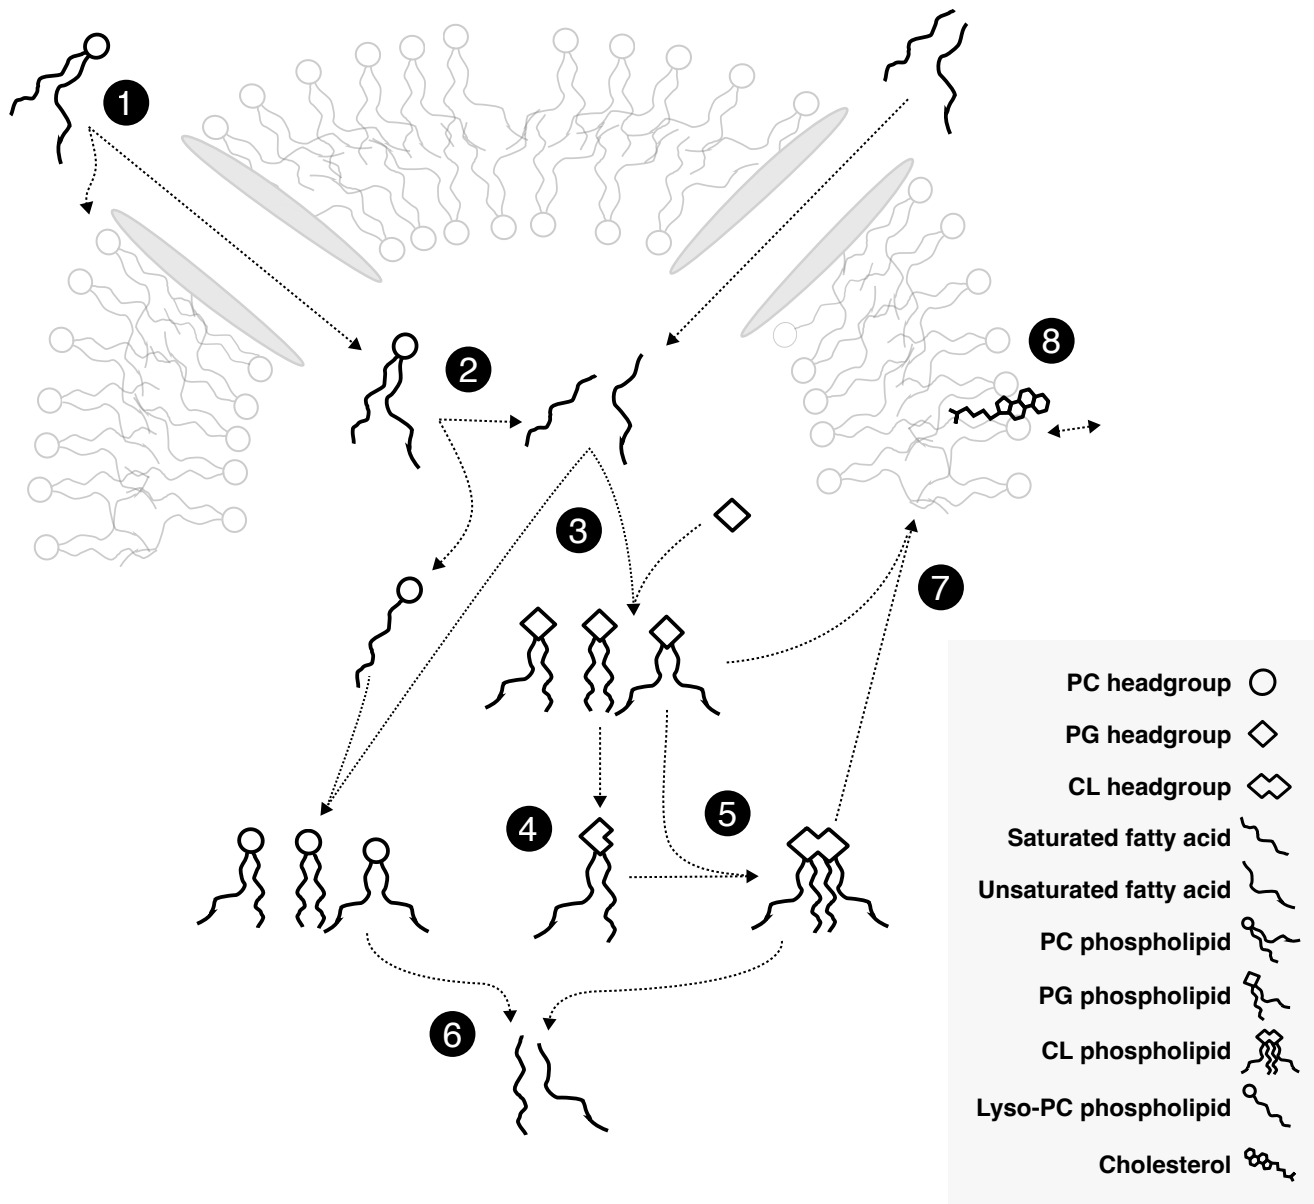 1
8
2
3
7
4
5
6
PC headgroup
PG headgroup
CL headgroup
Saturated fatty acid
Unsaturated fatty acid
PC phospholipid
PG phospholipid
CL phospholipid
Lyso-PC phospholipid
Cholesterol